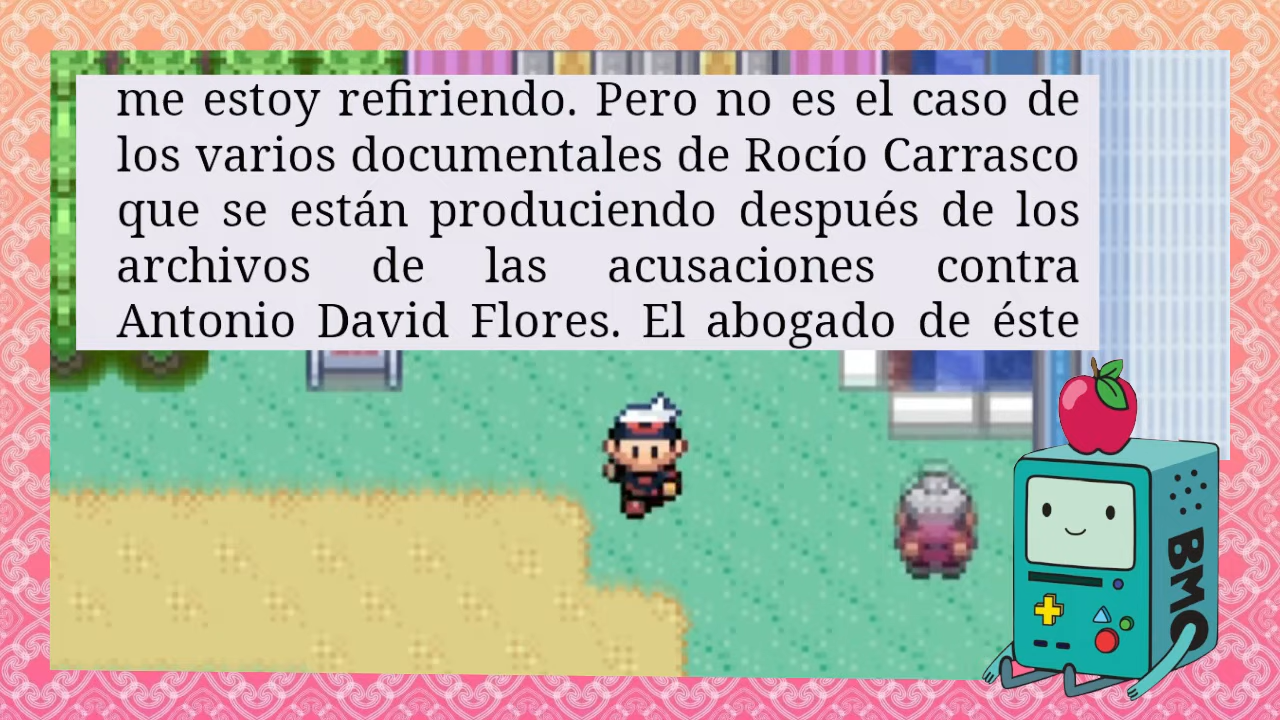 me estoy refiriendo. Pero no es el caso de
los varios documentales de Rocío Carrasco
que se están produciendo después de los
archivos de las acusaciones contra
Antonio David Flores. El abogado de éste
BMO